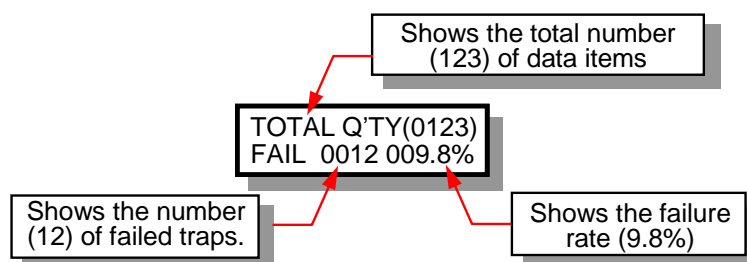 Shows the total number
(123) of data items
TOTAL Q’TY(0123)
FAIL 0012 009.8%
Shows the number
(12) of failed traps.
Shows the failure
rate (9.8%)